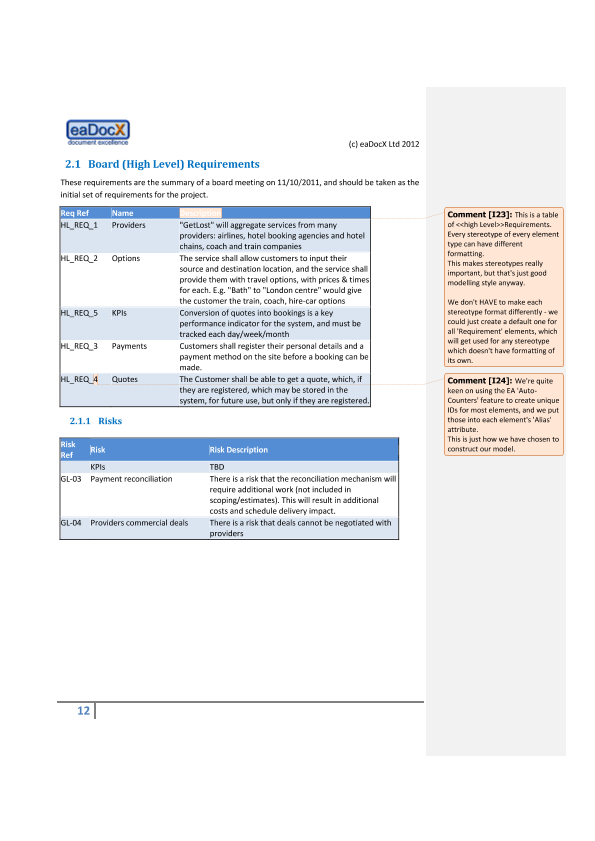 eaDocX
document excellence
(c) eaDocX Ltd 2012
2.1 Board (High Level) Requirements
These requirements are the summary of a board meeting on 11/10/2011, and should be taken as the
initial set of requirements for the project.
Req Ref Name Description
HL_REQ_1 Providers "GetLost" will aggregate services from many
providers: airlines, hotel booking agencies and hotel
chains, coach and train companies
HL_REQ_2 Options The service shall allow customers to input their
source and destination location, and the service shall
provide them with travel options, with prices & times
for each. E.g. "Bath" to "London centre" would give
the customer the train, coach, hire-car options
HL_REQ_5 KPIs Conversion of quotes into bookings is a key
performance indicator for the system, and must be
tracked each day/week/month
HL_REQ_3 Payments Customers shall register their personal details and a
payment method on the site before a booking can be
made.
HL_REQ_4 Quotes The Customer shall be able to get a quote, which, if
they are registered, which may be stored in the
system, for future use, but only if they are registered.
2.1.1 Risks
Risk
Ref Risk Risk Description
KPIs TBD
GL-03 Payment reconciliation There is a risk that the reconciliation mechanism will
require additional work (not included in
scoping/estimates). This will result in additional
costs and schedule delivery impact.
GL-04 Providers commercial deals There is a risk that deals cannot be negotiated with
providers
12
Comment [I23]: This is a table
of <<high Level>>Requirements.
Every stereotype of every element
type can have different
formatting.
This makes stereotypes really
important, but that's just good
modelling style anyway.
We don't HAVE to make each
stereotype format differently - we
could just create a default one for
all 'Requirement' elements, which
will get used for any stereotype
which doesn't have formatting of
its own.
Comment [I24]: We're quite
keen on using the EA 'Auto-
Counters' feature to create unique
IDs for most elements, and we put
those into each element's 'Alias'
attribute.
This is just how we have chosen to
construct our model.